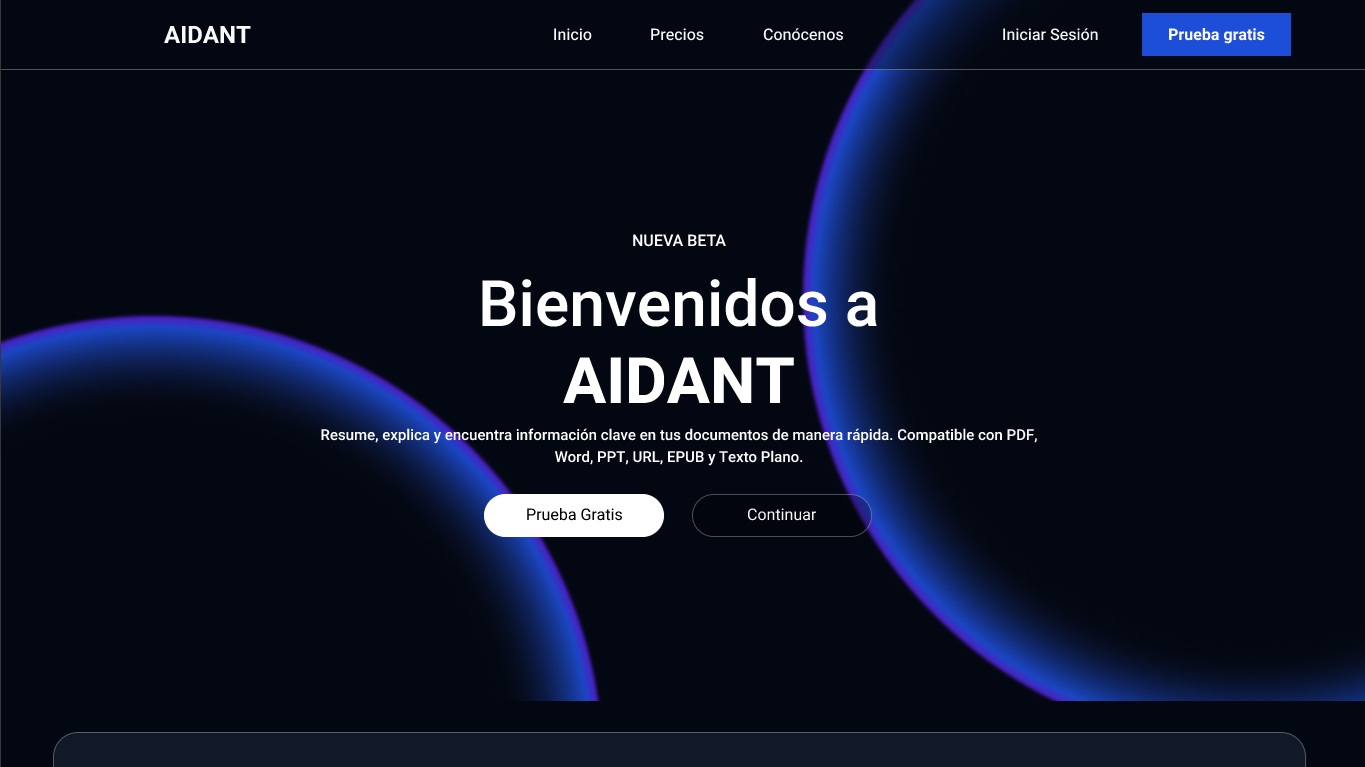 AIDANT
Inicio
Precios
Conócenos
Iniciar Sesión
Prueba gratis
NUEVA BETA
Bienvenidos a
AIDANT
Resume, explica y encuentra información clave en tus documentos de manera rápida. Compatible con PDF,
Word, PPT, URL, EPUB y Texto Plano.
Prueba Gratis
Continuar